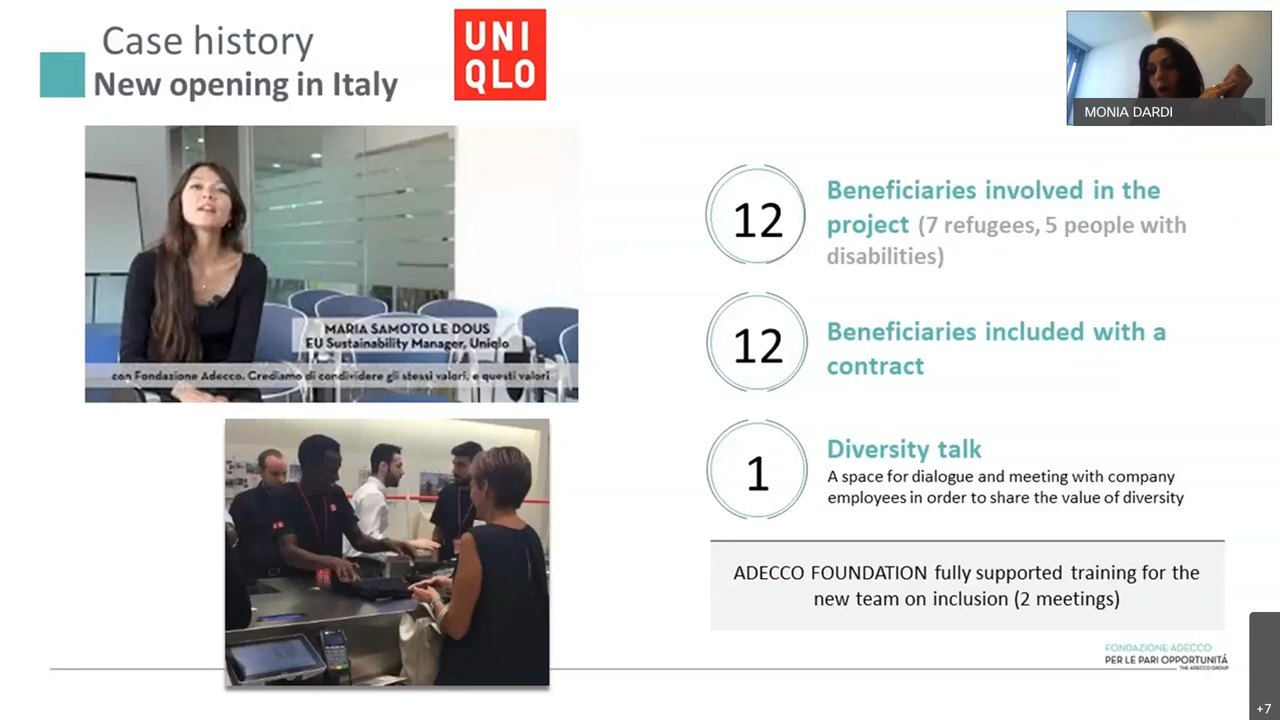 Case history
New opening in Italy
UNI
QLO
MONIA DARDI
MARIA SAMOTO LE DOUS
EU Sustainability Manager, Uniqlo
con Fondazione Adecco. Crediamo di condividere gli stessi valori, e questi valori
12
Beneficiaries involved in the
project (7 refugees, 5 people with
disabilities)
12
Beneficiaries included with a
contract
1
Diversity talk
A space for dialogue and meeting with company
employees in order to share the value of diversity
ADECCO FOUNDATION fully supported training for the
new team on inclusion (2 meetings)
FONDAZIONE ADECCO
PER LE PARI OPPORTUNITÁ
THE ADECCO GROUP
+7